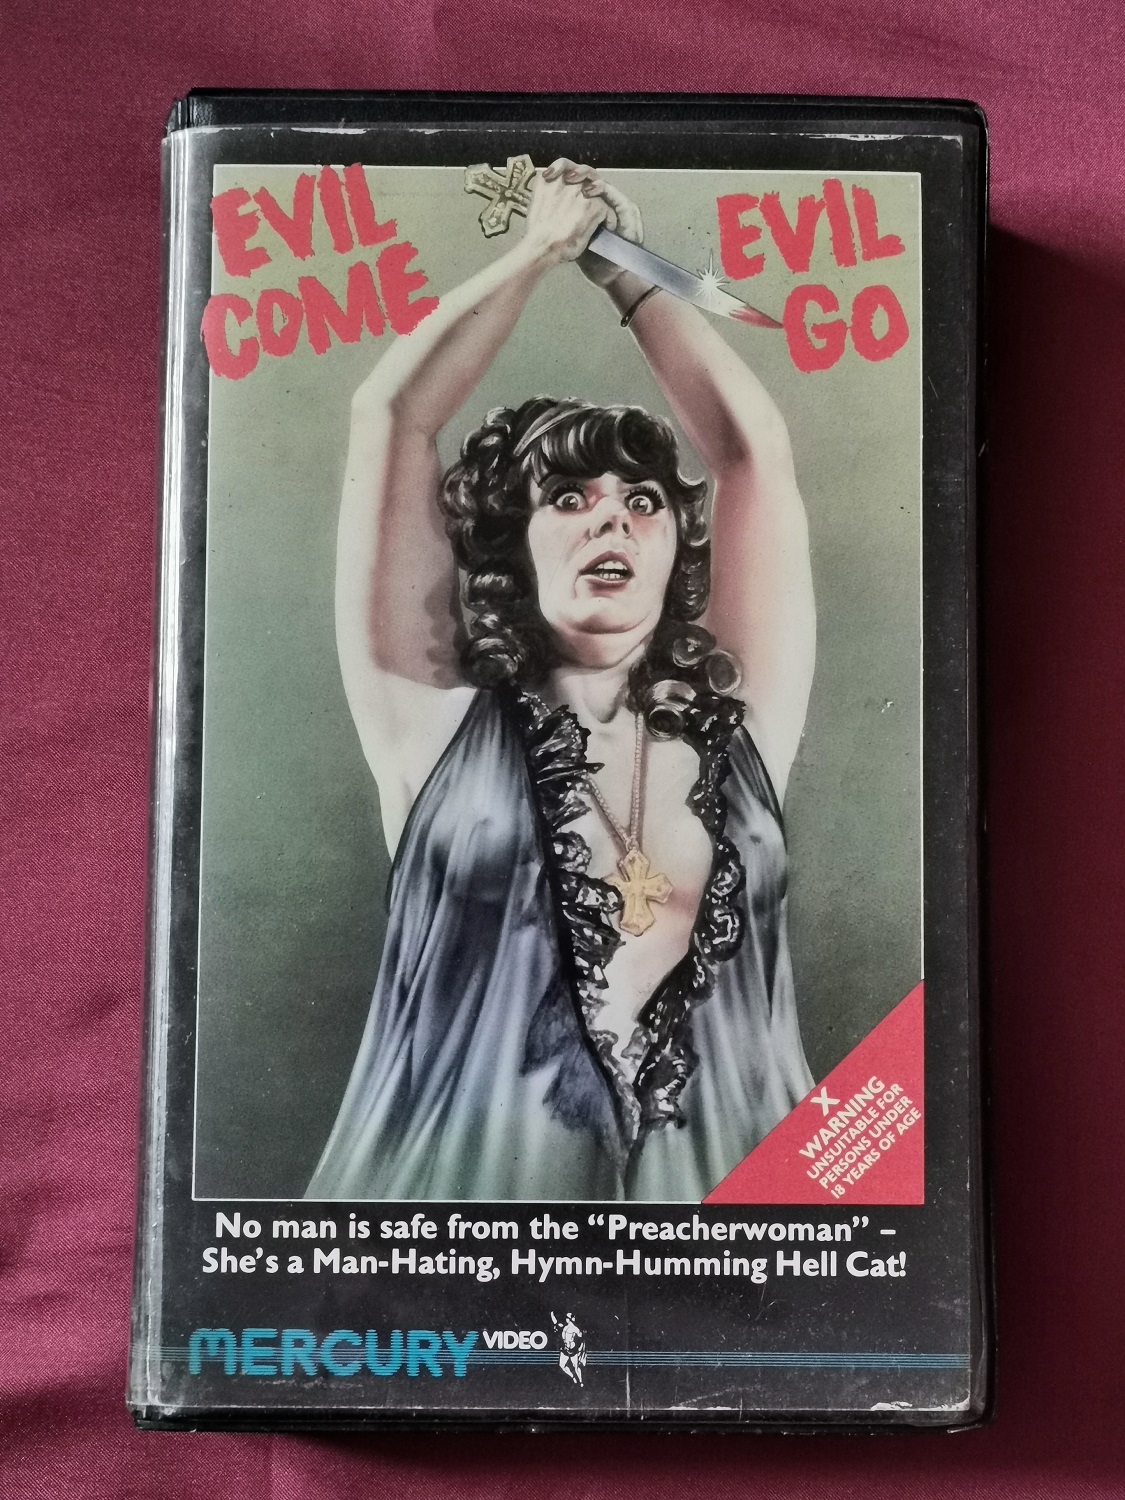 EVIL
COME
EVIL
GO
X
WARNING
UNSUITABLE FOR
PERSONS UNDER
18 YEARS OF AGE
No man is safe from the “Preacherwoman” –
She’s a Man-Hating, Hymn-Humming Hell Cat!
MERCURY VIDEO